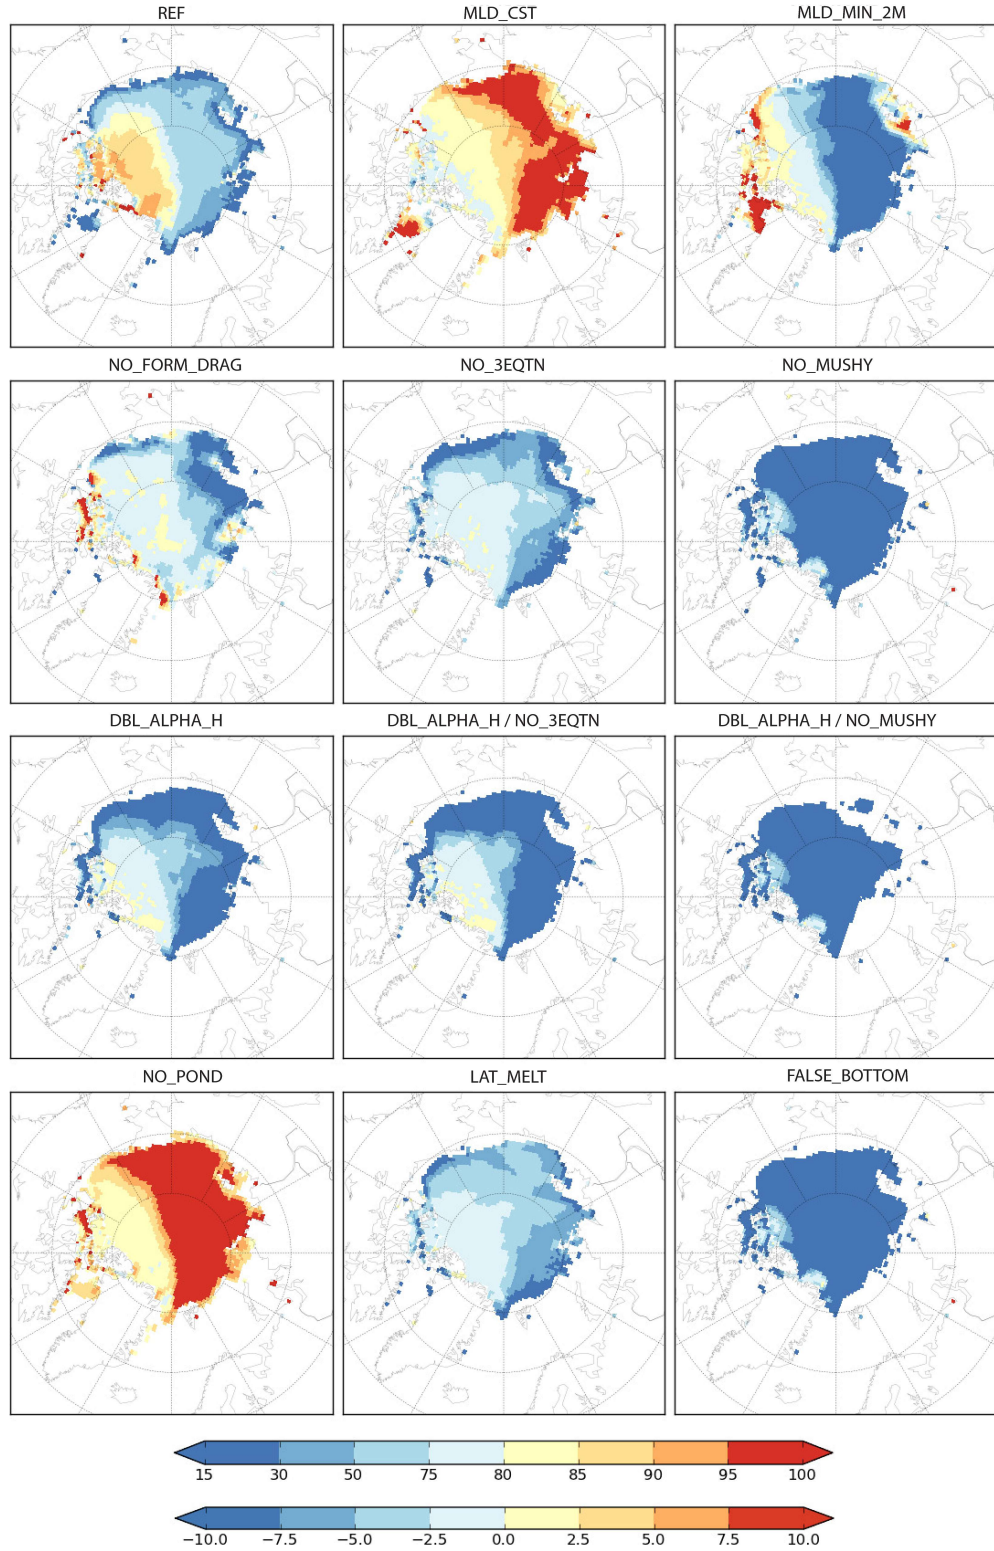 REF MLD_CST MLD_MIN_2M
NO_FORM_DRAG NO_3EQTN NO_MUSHY
DBL_ALPHA_H DBL_ALPHA_H / NO_3EQTN DBL_ALPHA_H / NO_MUSHY
NO_POND LAT_MELT FALSE_BOTTOM
15 30 50 75 80 85 90 95 100
−10.0 −7.5 −5.0 −2.5 0.0 2.5 5.0 7.5 10.0